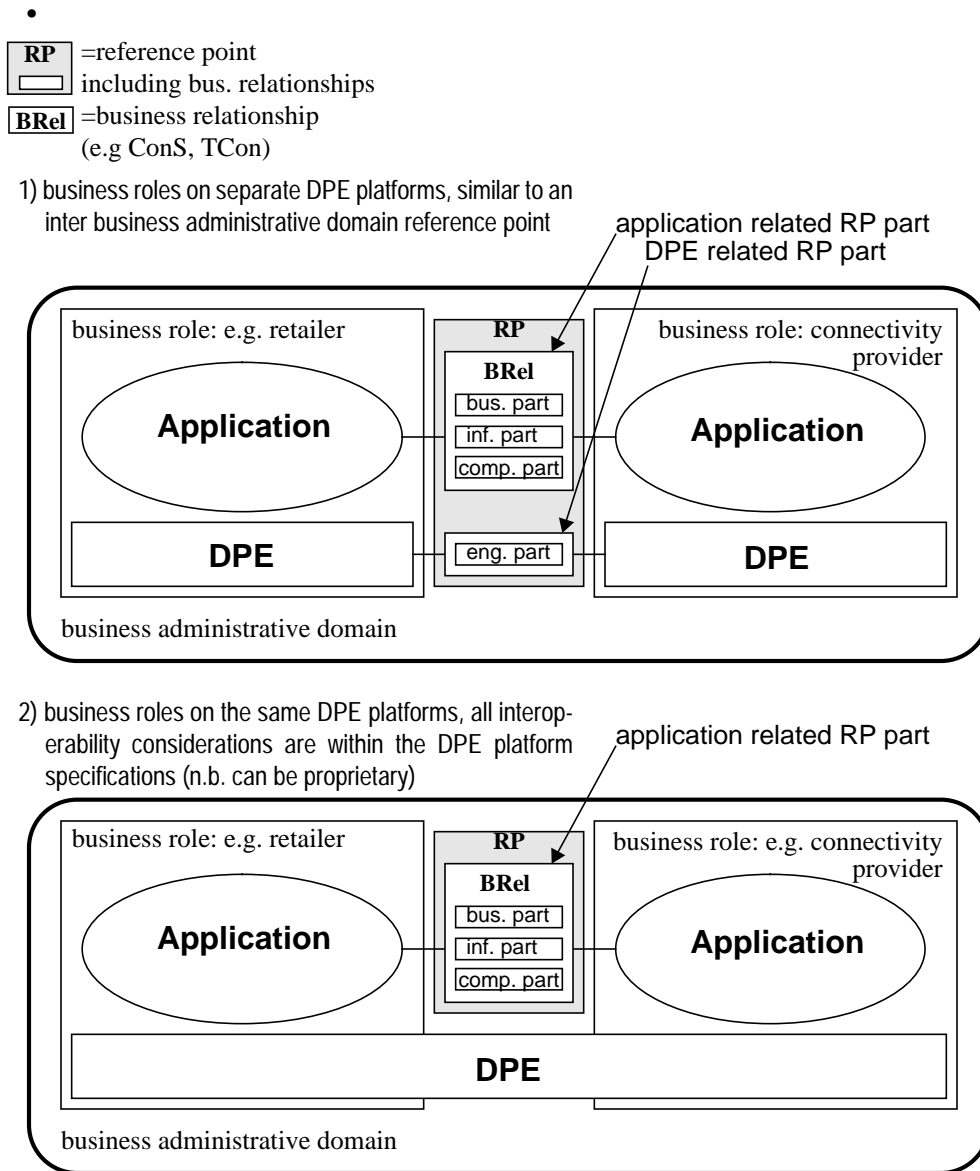 •
RP =reference point
including bus. relationships
BRel =business relationship
(e.g ConS, TCon)
1) business roles on separate DPE platforms, similar to an
inter business administrative domain reference point
application related RP part
DPE related RP part
business role: e.g. retailer
RP
business role: connectivity
provider
BRel
bus. part
Application
inf. part
Application
comp. part
DPE
eng. part
DPE
business administrative domain
2) business roles on the same DPE platforms, all interop-
erability considerations are within the DPE platform
specifications (n.b. can be proprietary)
application related RP part
business role: e.g. retailer
RP
business role: e.g. connectivity
provider
BRel
bus. part
Application
inf. part
Application
comp. part
DPE
business administrative domain